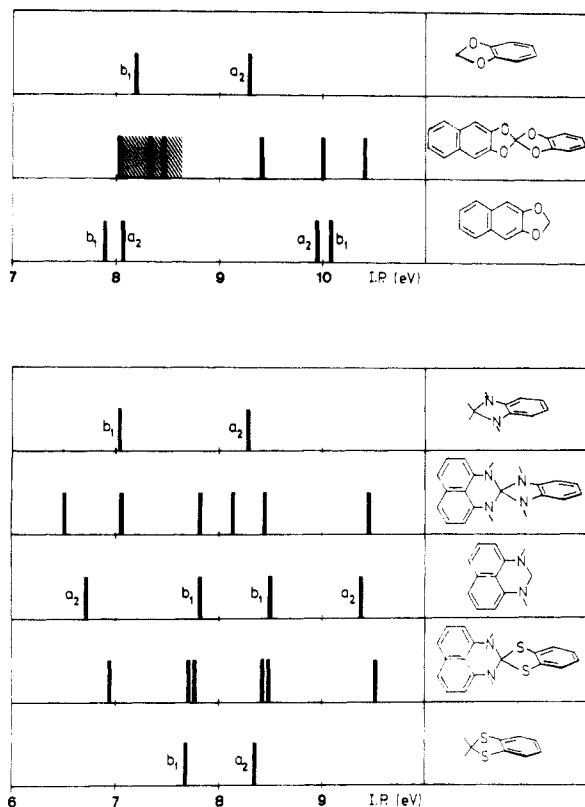 b₁ a₂
O
O
O O
O O
b₁ a₂ a₂ b₁
O
O
7 8 9 10 I.P. (eV)
b₁ a₂
N
N
N N
N N
a₂ b₁ b₁ a₂
N
N
N S
N S
b₁ a₂
S
S
6 7 8 9 I.P. (eV)